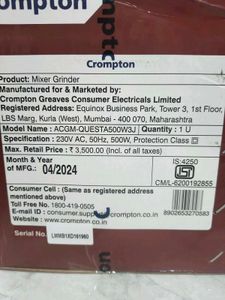 Crompton
Crompton
Product: Mixer Grinder
Manufactured for & Marketed by:
Crompton Greaves Consumer Electricals Limited
Registered Address: Equinox Business Park, Tower 3, 1st Floor,
LBS Marg, Kurla (West), Mumbai - 400 070, Maharashtra
Model : ACGM-QUESTA500W3J Quantity : 1 U
Specification: 230V AC, 50Hz, 500W, Protection Class
Max. Retail Price : ₹ 3,500.00 (Incl. of All Taxes)
Month & Year
of MFG.: 04/2024
IS:4250
CM/L-6200192855
Consumer Cell : (Same as registered address
mentioned above)
Toll Free No. : 1800-419-0505
E-mail ID : consumer.support@crompton.co.in
Website : crompton.co.in
8902653270583
Serial No.